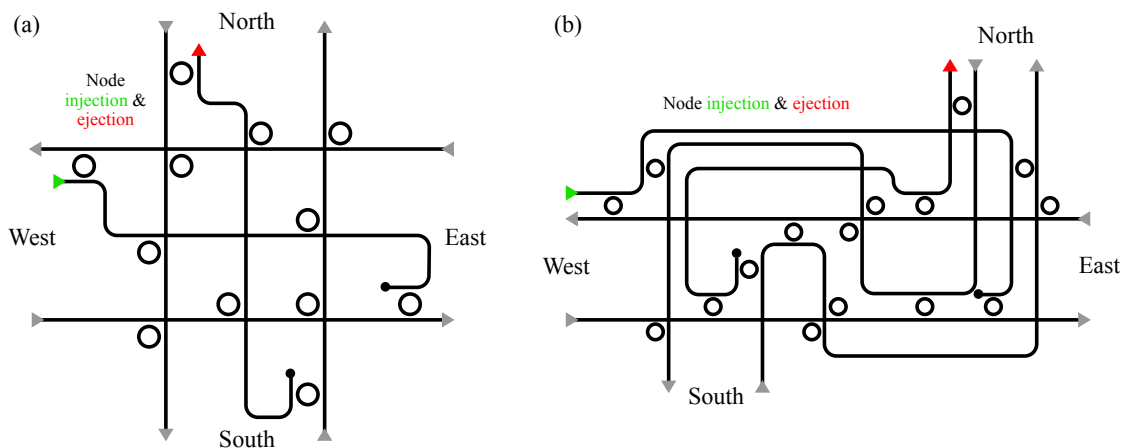 (a)
North
Node
injection &
ejection
West
East
South
(b)
North
Node injection & ejection
West
East
South